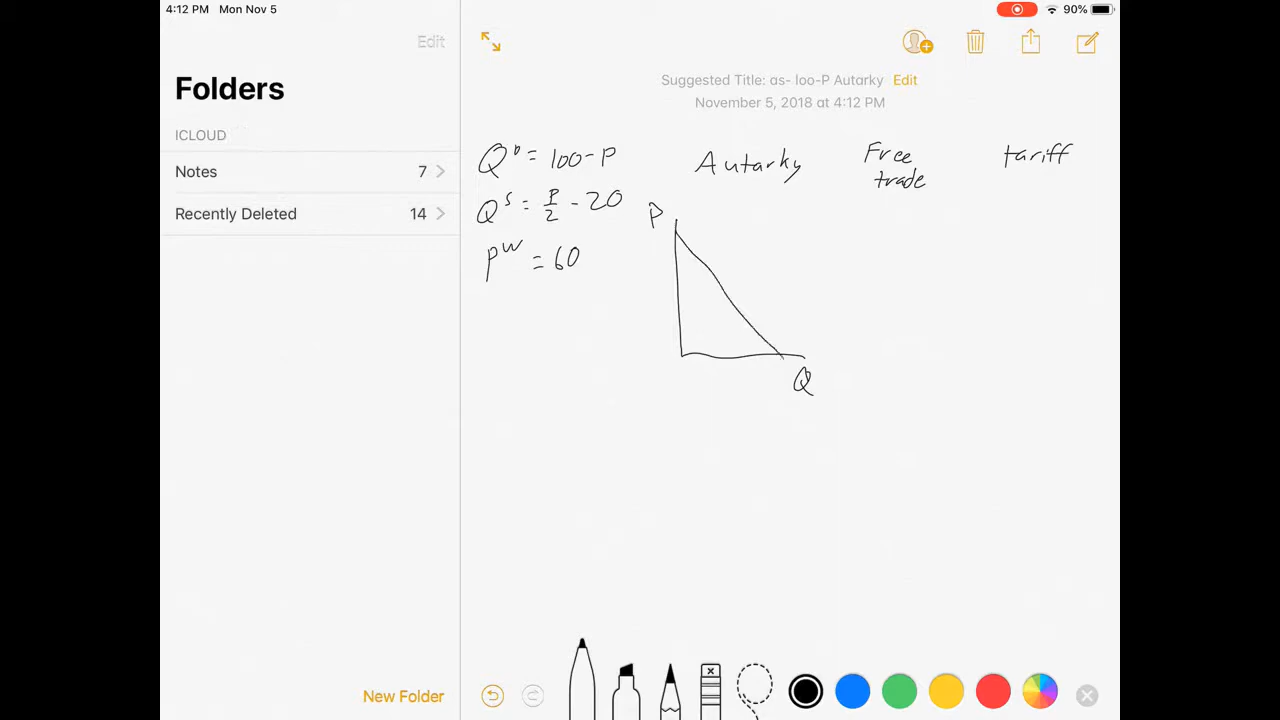 4:12 PM Mon Nov 5
90%
Edit
Folders
ICLOUD
Notes 7
Recently Deleted 14
New Folder
Suggested Title: as- loo-P Autarky Edit
November 5, 2018 at 4:12 PM
Q^D = 100-P
Q^S = P/2 - 20
P^W = 60
Autarky
Free
trade
tariff
P
Q